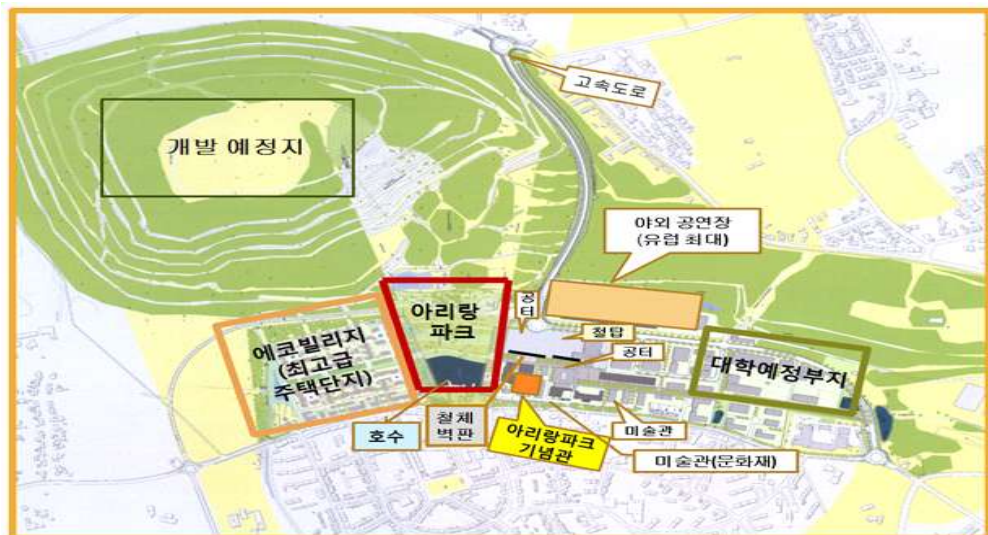 고속도로
개발 예정지
야외 공연장
(유럽 최대)
아리랑
파크
공
터
철탑
공터
에코빌리지
(최고급
주택단지)
대학예정부지
호수
철체
벽판
아리랑파크
기념관
미술관
미술관(문화재)